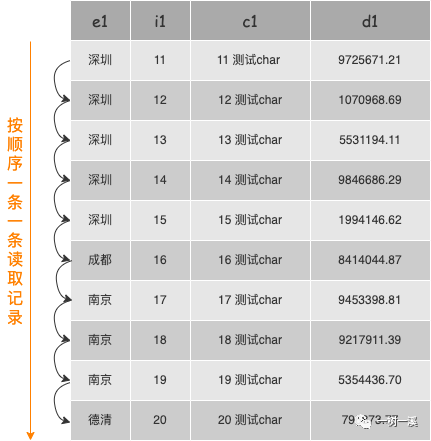 e1 i1 c1 d1
深圳 11 11 测试char 9725671.21
深圳 12 12 测试char 1070968.69
深圳 13 13 测试char 5531194.11
深圳 14 14 测试char 9846686.29
深圳 15 15 测试char 1994146.62
成都 16 16 测试char 8414044.87
南京 17 17 测试char 9453398.81
南京 18 18 测试char 9217911.39
南京 19 19 测试char 5354436.70
德清 20 20 测试char
按顺序一条一条读取记录
一树一溪